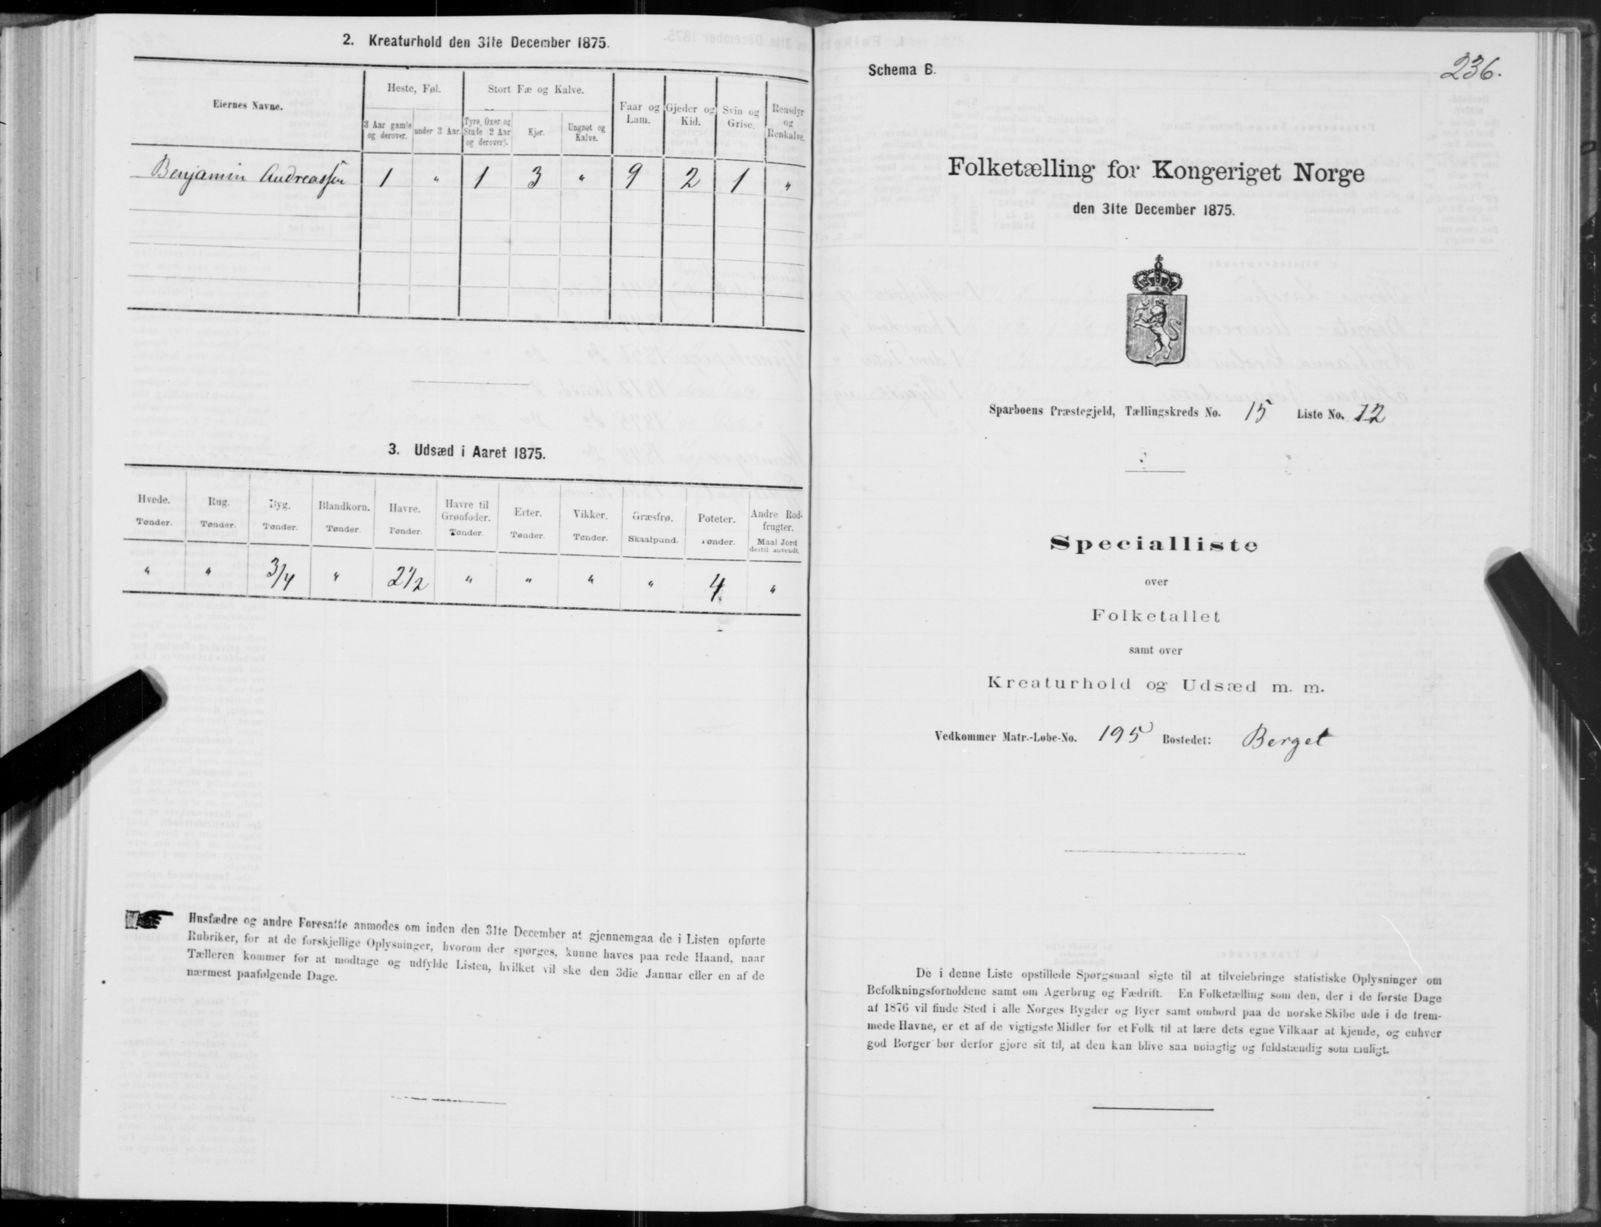 2. Kreaturhold den 31te December 1875.
Eiernes Navne.
Heste, Føl.
Stort Fæ og Kalve.
Faar og Lam.
Gjeder og Kid.
Svin og Grise.
Rensdyr og Renkalve.
3 Aar gamle og derover.
under 3 Aar.
Tyre, Oxer og Stude 2 Aar og derover.
Kjør.
Ungnøt og Kalve.
Benjamin Andreassen 1 " 1 3 " 9 2 1 "
3. Udsæd i Aaret 1875.
Hvede. Rug. Byg. Blandkorn. Havre. Havre til Grønfoder. Erter. Vikker. Græsfrø. Poteter. Andre Rodfrugter.
Tønder. Tønder. Tønder. Tønder. Tønder. Tønder. Tønder. Tønder. Skaalpund. Tønder. Maal Jord dertil anvendt.
" " 3/4 " 2 1/2 " " " " 4 "
Husfædre og andre Foresatte anmodes om inden den 31te December at gjennemgaa de i Listen opførte
Rubriker, for at de forskjellige Oplysninger, hvorom der spørges, kunne haves paa rede Haand, naar
Tælleren kommer for at modtage og udfylde Listen, hvilket vil ske den 3die Januar eller en af de
nærmest paafølgende Dage.
Schema B.
236.
Folketælling for Kongeriget Norge
den 31te December 1875.
Sparboens Præstegjeld, Tællingskreds No. 15 Liste No. 12
Specialliste
over
Folketallet
samt over
Kreaturhold og Udsæd m. m.
Vedkommer Matr.-Løbe-No. 195 Bostedet: Berget
De i denne Liste opstillede Spørgsmaal sigte til at tilveiebringe statistiske Oplysninger om
Befolkningsforholdene samt om Agerbrug og Fædrift. En Folketælling som den, der i de første Dage
af 1876 vil finde Sted i alle Norges Bygder og Byer samt ombord paa de norske Skibe ude i de frem-
mede Havne, er et af de vigtigste Midler for et Folk til at lære dets egne Vilkaar at kjende, og enhver
god Borger bør derfor gjøre sit til, at den kan blive saa nøiagtig og fuldstændig som muligt.